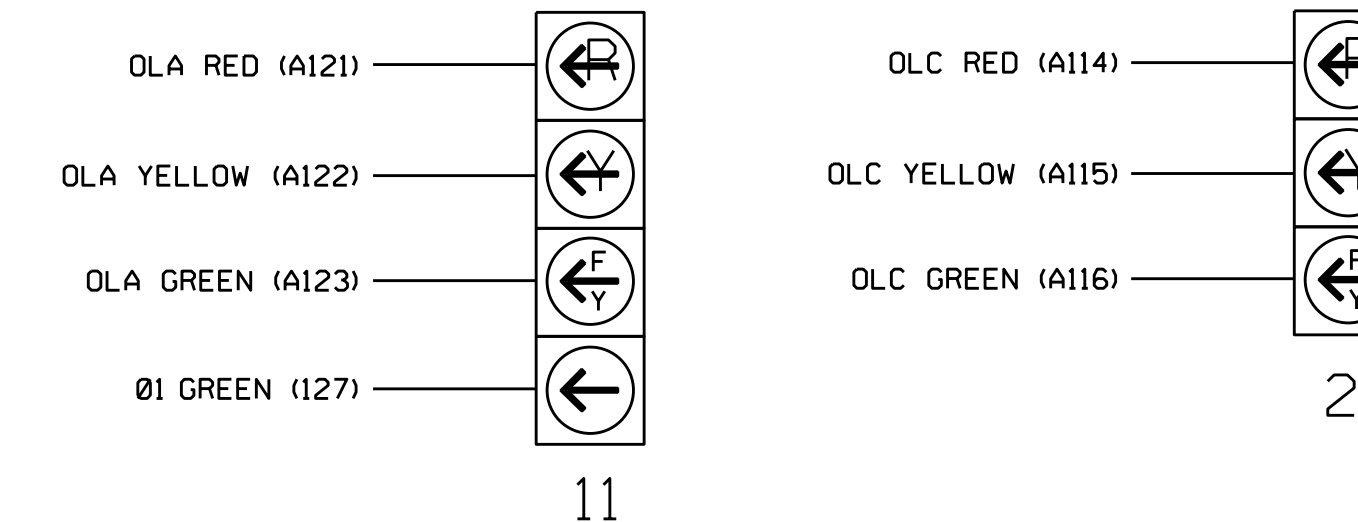 OLA RED (A121)
R
OLA YELLOW (A122)
Y
OLA GREEN (A123)
F
Y
Ø1 GREEN (127)
11
OLC RED (A114)
OLC YELLOW (A115)
OLC GREEN (A116)
2